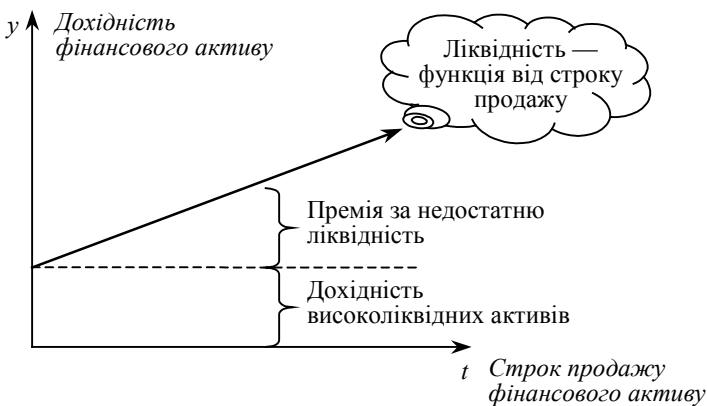 y
Дохідність
фінансового активу
Ліквідність —
функція від строку
продажу
Премія за недостатню
ліквідність
Дохідність
високоліквідних активів
t
Строк продажу
фінансового активу